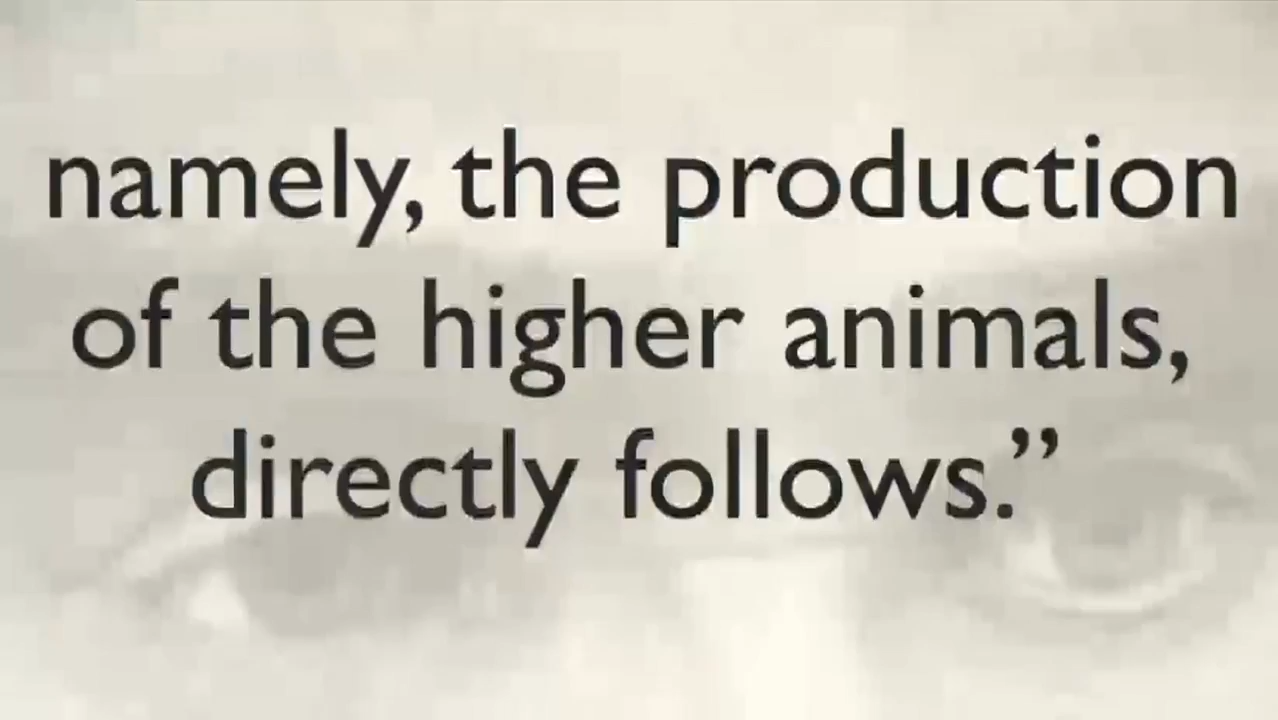 namely, the production
of the higher animals,
directly follows.”